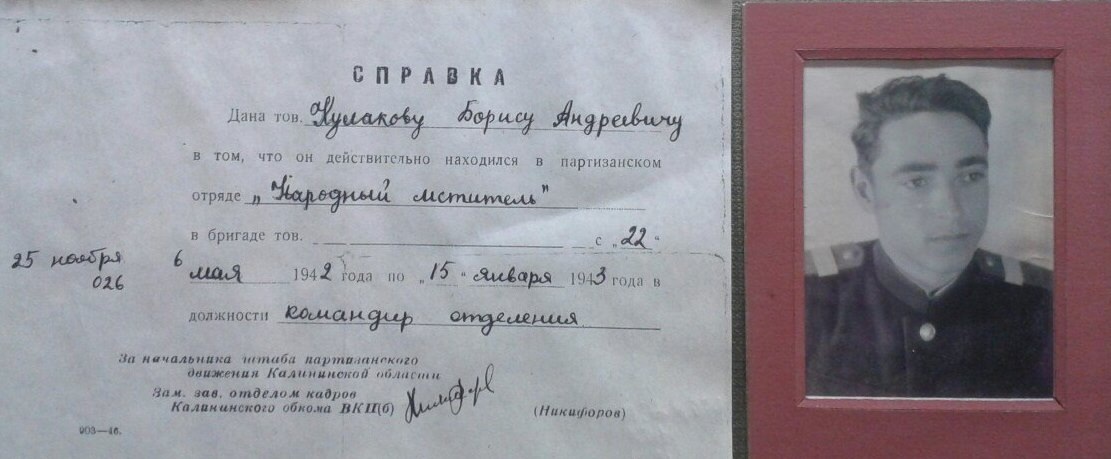 СПРАВКА
Дана тов. Кулакову Борису Андреевичу
в том, что он действительно находился в партизанском
отряде „Народный мститель"
в бригаде тов. с „22"
25 ноября
6
мая 1942 года по „15" января 1943 года в
026
должности командир отделения
За начальника штаба партизанского
движения Калининской области
Зам. зав. отделом кадров
Калининского обкома ВКП(б)
(Никифоров)
903—46.